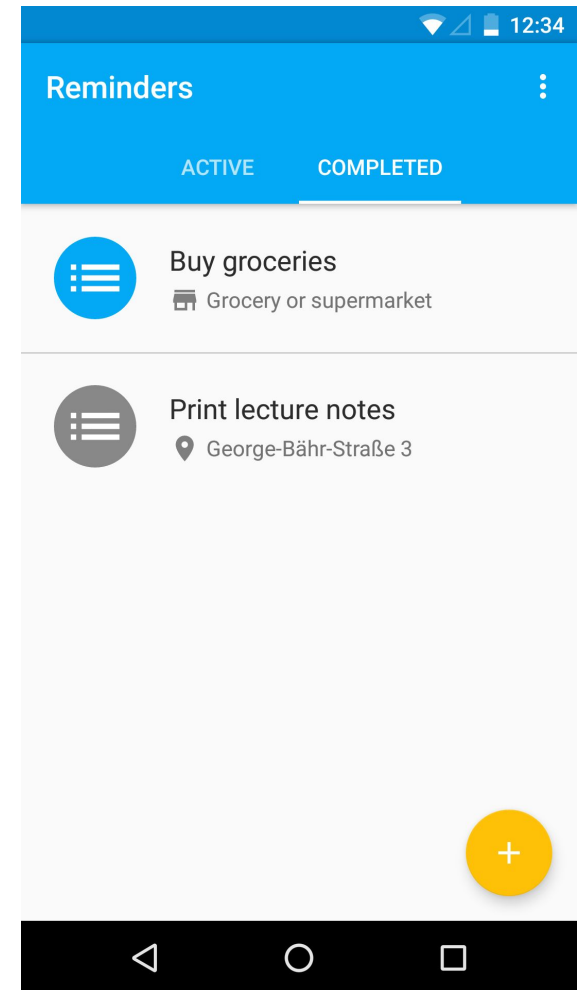 12:34
Reminders
ACTIVE COMPLETED
Buy groceries
Grocery or supermarket
Print lecture notes
George-Bähr-Straße 3